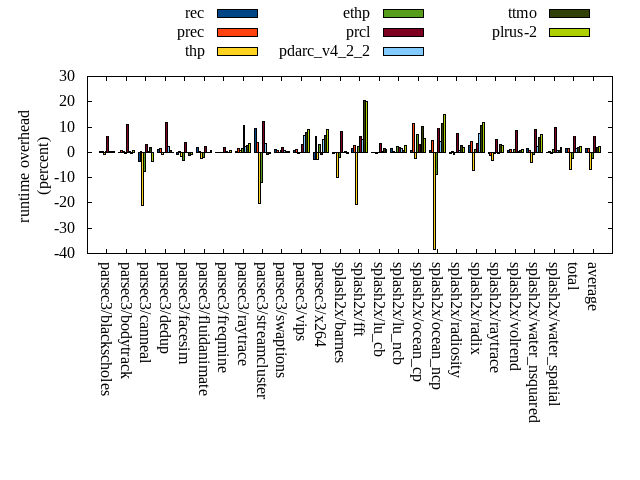 rec ethp ttmo
prec prcl plrus-2
thp pdarc_v4_2_2
runtime overhead
(percent)
30
20
10
0
-10
-20
-30
-40
parsec3/blackscholes
parsec3/bodytrack
parsec3/canneal
parsec3/dedup
parsec3/facesim
parsec3/fluidanimate
parsec3/freqmine
parsec3/raytrace
parsec3/streamcluster
parsec3/swaptions
parsec3/vips
parsec3/x264
splash2x/barnes
splash2x/fft
splash2x/lu_cb
splash2x/lu_ncb
splash2x/ocean_cp
splash2x/ocean_ncp
splash2x/radiosity
splash2x/radix
splash2x/raytrace
splash2x/volrend
splash2x/water_nsquared
splash2x/water_spatial
total
average